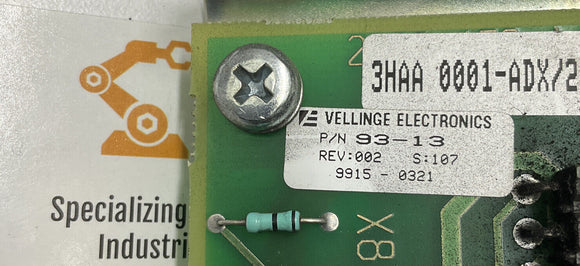 3HAA 0001-ADX/2
VELLINGE ELECTRONICS
P/N 93-13
REV:002 S:107
9915 - 0321
Specializing
Industri
X8